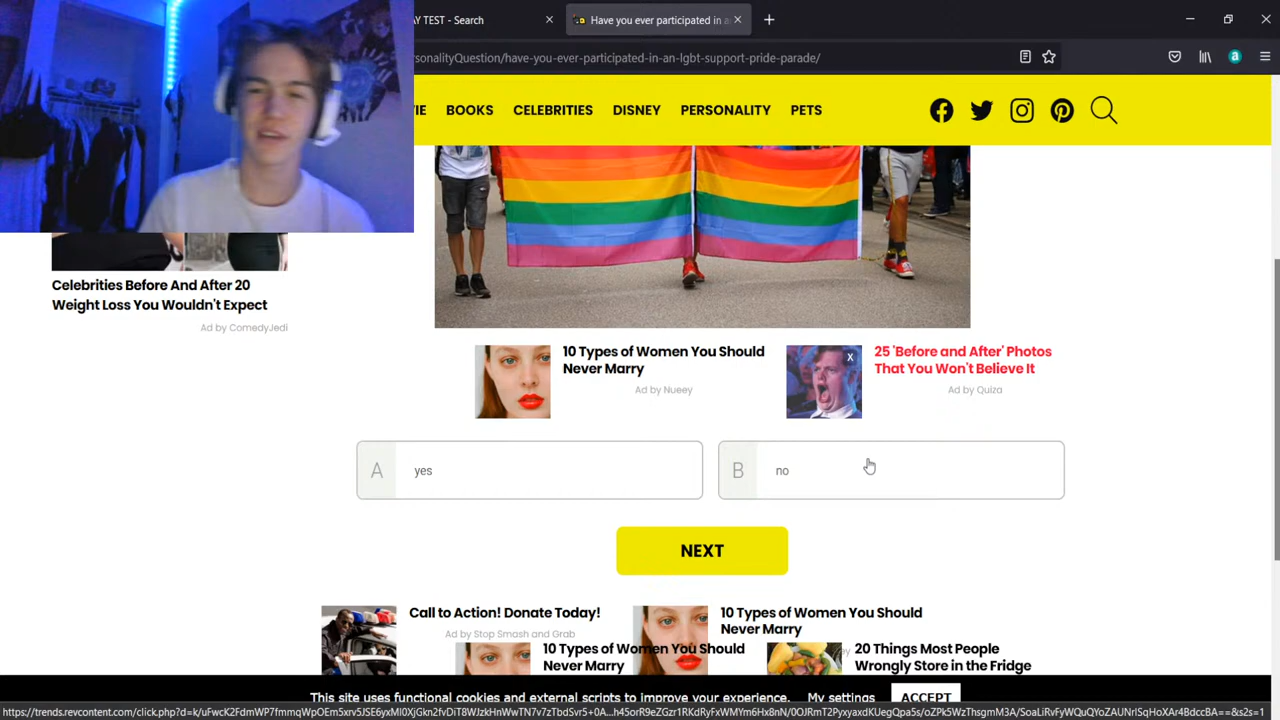 AY TEST - Search
Have you ever participated in a
sonalityQuestion/have-you-ever-participated-in-an-lgbt-support-pride-parade/
VIE BOOKS CELEBRITIES DISNEY PERSONALITY PETS
Celebrities Before And After 20
Weight Loss You Wouldn't Expect
Ad by ComedyJedi
10 Types of Women You Should
Never Marry
Ad by Nueey
X
25 'Before and After' Photos
That You Won't Believe It
Ad by Quiza
A yes
B no
NEXT
Call to Action! Donate Today!
Ad by Stop Smash and Grab
10 Types of Women You Should
Never Marry
10 Types of Women You Should
Never Marry
20 Things Most People
Wrongly Store in the Fridge
This site uses functional cookies and external scripts to improve your experience. My settings ACCEPT